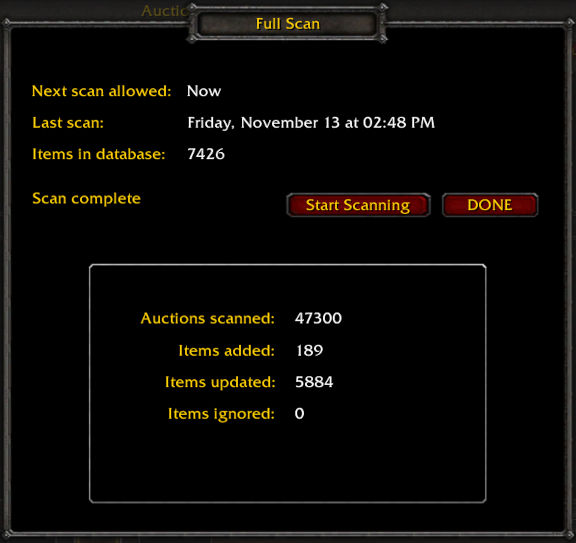 Auctio
Full Scan
Next scan allowed: Now
Last scan: Friday, November 13 at 02:48 PM
Items in database: 7426
Scan complete
Start Scanning DONE
Auctions scanned: 47300
Items added: 189
Items updated: 5884
Items ignored: 0